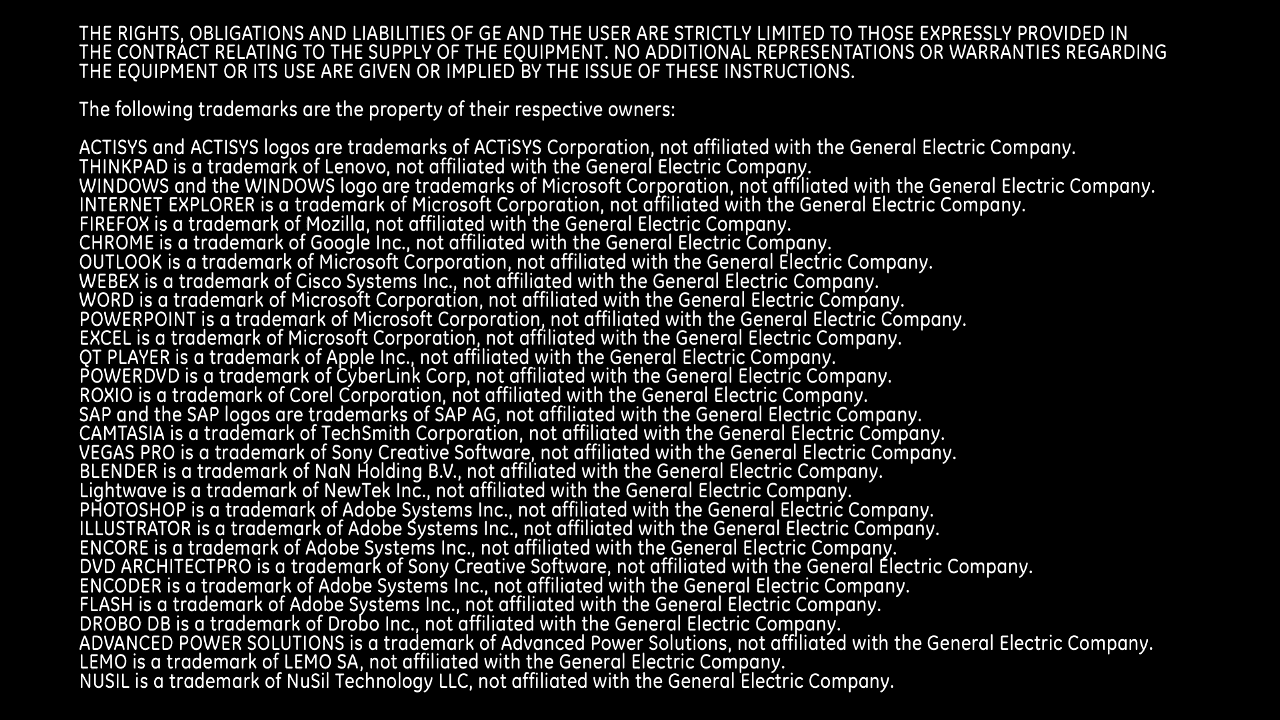 THE RIGHTS, OBLIGATIONS AND LIABILITIES OF GE AND THE USER ARE STRICTLY LIMITED TO THOSE EXPRESSLY PROVIDED IN
THE CONTRACT RELATING TO THE SUPPLY OF THE EQUIPMENT. NO ADDITIONAL REPRESENTATIONS OR WARRANTIES REGARDING
THE EQUIPMENT OR ITS USE ARE GIVEN OR IMPLIED BY THE ISSUE OF THESE INSTRUCTIONS.
The following trademarks are the property of their respective owners:
ACTISYS and ACTISYS logos are trademarks of ACTiSYS Corporation, not affiliated with the General Electric Company.
THINKPAD is a trademark of Lenovo, not affiliated with the General Electric Company.
WINDOWS and the WINDOWS logo are trademarks of Microsoft Corporation, not affiliated with the General Electric Company.
INTERNET EXPLORER is a trademark of Microsoft Corporation, not affiliated with the General Electric Company.
FIREFOX is a trademark of Mozilla, not affiliated with the General Electric Company.
CHROME is a trademark of Google Inc., not affiliated with the General Electric Company.
OUTLOOK is a trademark of Microsoft Corporation, not affiliated with the General Electric Company.
WEBEX is a trademark of Cisco Systems Inc., not affiliated with the General Electric Company.
WORD is a trademark of Microsoft Corporation, not affiliated with the General Electric Company.
POWERPOINT is a trademark of Microsoft Corporation, not affiliated with the General Electric Company.
EXCEL is a trademark of Microsoft Corporation, not affiliated with the General Electric Company.
QT PLAYER is a trademark of Apple Inc., not affiliated with the General Electric Company.
POWERDVD is a trademark of CyberLink Corp, not affiliated with the General Electric Company.
ROXIO is a trademark of Corel Corporation, not affiliated with the General Electric Company.
SAP and the SAP logos are trademarks of SAP AG, not affiliated with the General Electric Company.
CAMTASIA is a trademark of TechSmith Corporation, not affiliated with the General Electric Company.
VEGAS PRO is a trademark of Sony Creative Software, not affiliated with the General Electric Company.
BLENDER is a trademark of NaN Holding B.V., not affiliated with the General Electric Company.
Lightwave is a trademark of NewTek Inc., not affiliated with the General Electric Company.
PHOTOSHOP is a trademark of Adobe Systems Inc., not affiliated with the General Electric Company.
ILLUSTRATOR is a trademark of Adobe Systems Inc., not affiliated with the General Electric Company.
ENCORE is a trademark of Adobe Systems Inc., not affiliated with the General Electric Company.
DVD ARCHITECTPRO is a trademark of Sony Creative Software, not affiliated with the General Electric Company.
ENCODER is a trademark of Adobe Systems Inc., not affiliated with the General Electric Company.
FLASH is a trademark of Adobe Systems Inc., not affiliated with the General Electric Company.
DROBO DB is a trademark of Drobo Inc., not affiliated with the General Electric Company.
ADVANCED POWER SOLUTIONS is a trademark of Advanced Power Solutions, not affiliated with the General Electric Company.
LEMO is a trademark of LEMO SA, not affiliated with the General Electric Company.
NUSIL is a trademark of NuSil Technology LLC, not affiliated with the General Electric Company.